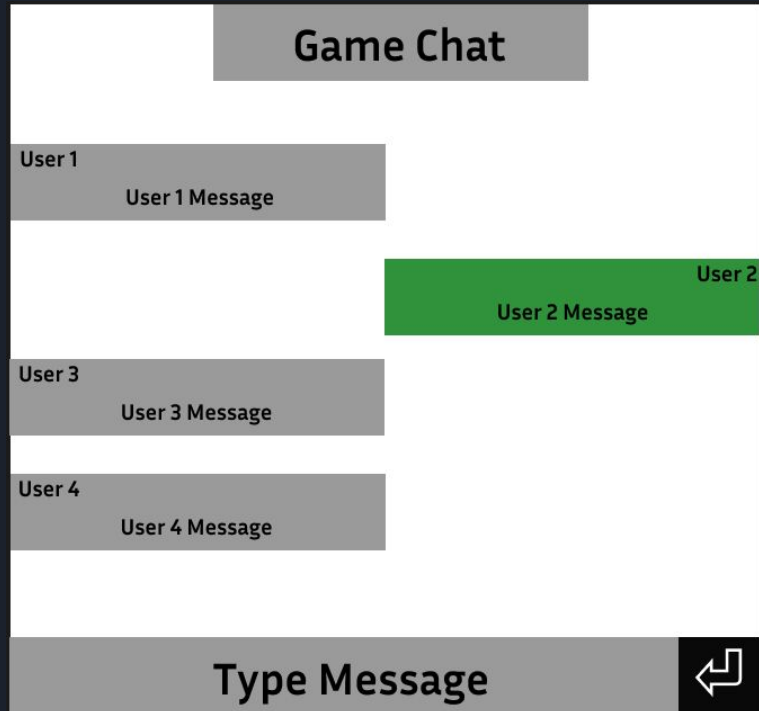 Game Chat
User 1
User 1 Message
User 2
User 2 Message
User 3
User 3 Message
User 4
User 4 Message
Type Message